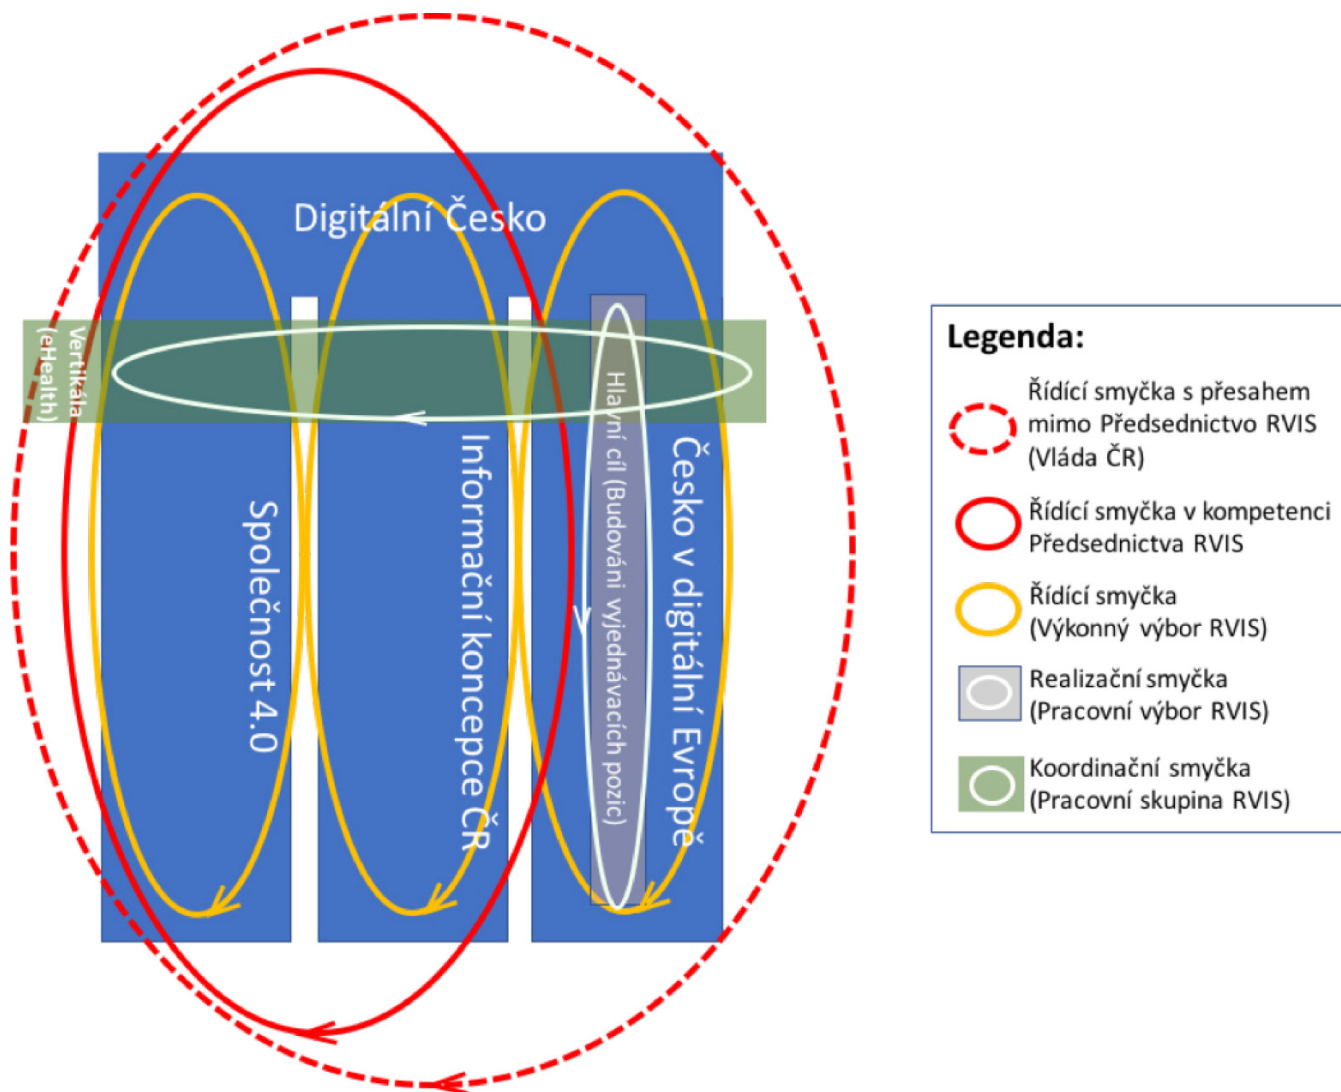 Digitální Česko
Vertikála
(eHealth)
Společnost 4.0
Informační koncepce ČR
Hlavní cíl (Budováni vyjednávacích pozic)
Česko v digitální Evropě
Legenda:
Řídící smyčka s přesahem
mimo Předsednictvo RVIS
(Vláda ČR)
Řídící smyčka v kompetenci
Předsednictva RVIS
Řídící smyčka
(Výkonný výbor RVIS)
Realizační smyčka
(Pracovní výbor RVIS)
Koordinační smyčka
(Pracovní skupina RVIS)